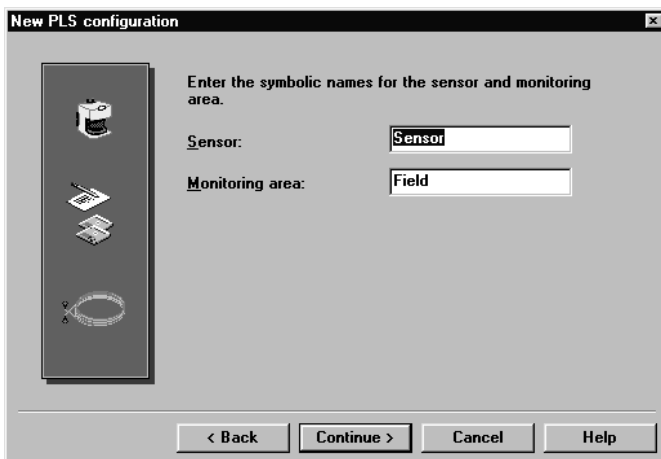 New PLS configuration
Enter the symbolic names for the sensor and monitoring
area.
Sensor: Sensor
Monitoring area: Field
< Back Continue > Cancel Help